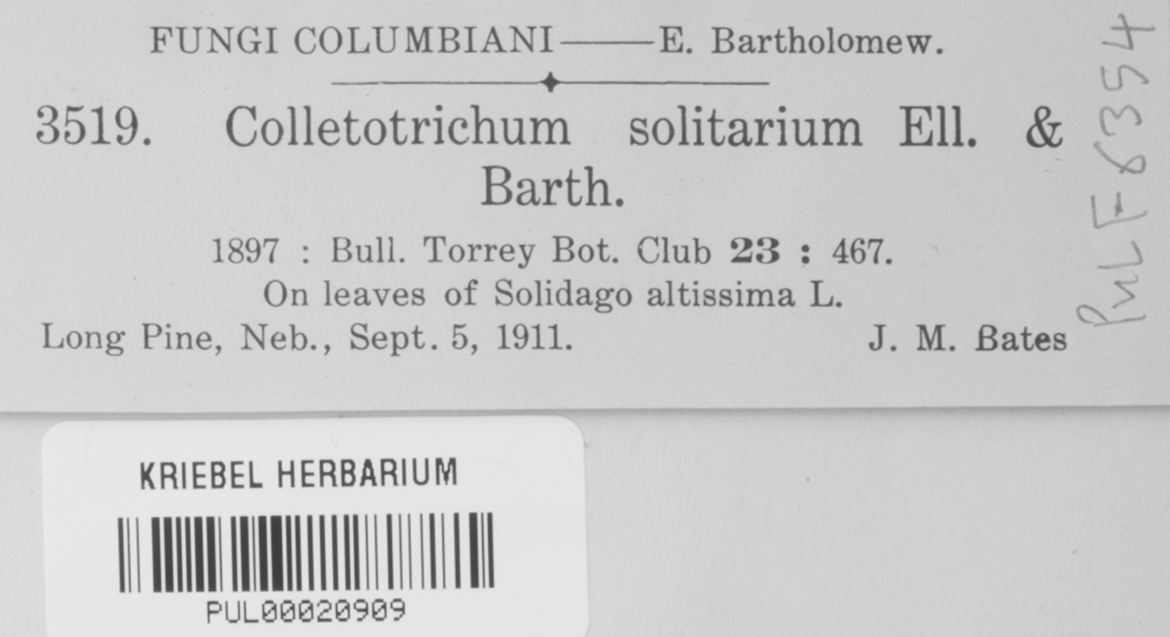 FUNGI COLUMBIANI——E. Bartholomew.
3519. Colletotrichum solitarium Ell. &
Barth.
1897 : Bull. Torrey Bot. Club 23 : 467.
On leaves of Solidago altissima L.
Long Pine, Neb., Sept. 5, 1911. J. M. Bates
PUL F6354
KRIEBEL HERBARIUM
PUL00020909